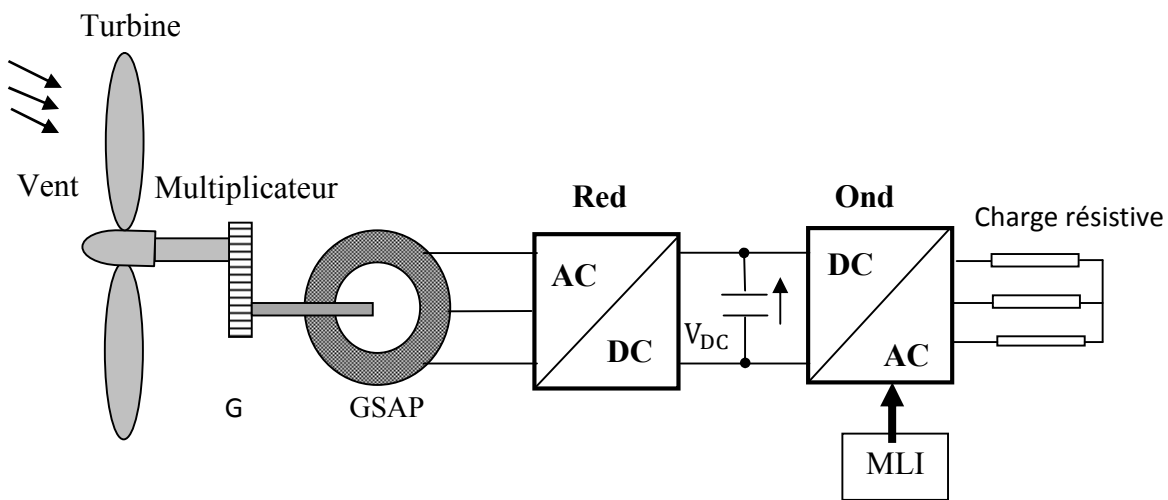 Turbine
Vent
Multiplicateur
G
GSAP
Red
AC
DC
V_DC
Ond
DC
AC
MLI
Charge résistive